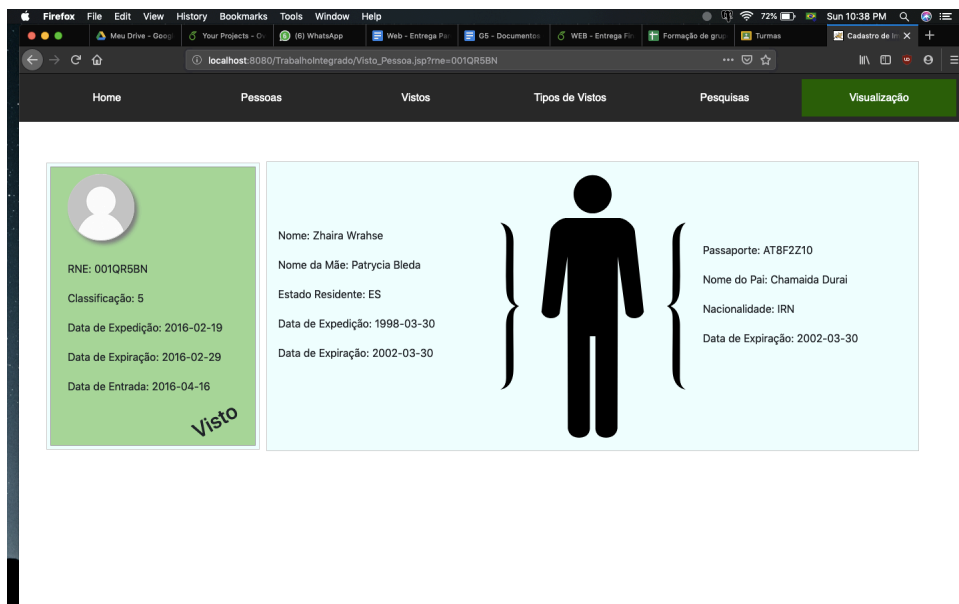 Firefox File Edit View History Bookmarks Tools Window Help 72% Sun 10:38 PM
Meu Drive - Goog Your Projects - Ov (6) WhatsApp Web - Entrega Par G5 - Documentos WEB - Entrega Fin Formação de grup Turmas Cadastro de Im
localhost:8080/TrabalhoIntegrado/Visto_Pessoa.jsp?rne=001QR5BN
Home Pessoas Vistos Tipos de Vistos Pesquisas Visualização
RNE: 001QR5BN
Classificação: 5
Data de Expedição: 2016-02-19
Data de Expiração: 2016-02-29
Data de Entrada: 2016-04-16
Visto
Nome: Zhaira Wrahse
Nome da Mãe: Patrycia Bleda
Estado Residente: ES
Data de Expedição: 1998-03-30
Data de Expiração: 2002-03-30
Passaporte: AT8F2Z10
Nome do Pai: Chamaida Durai
Nacionalidade: IRN
Data de Expiração: 2002-03-30